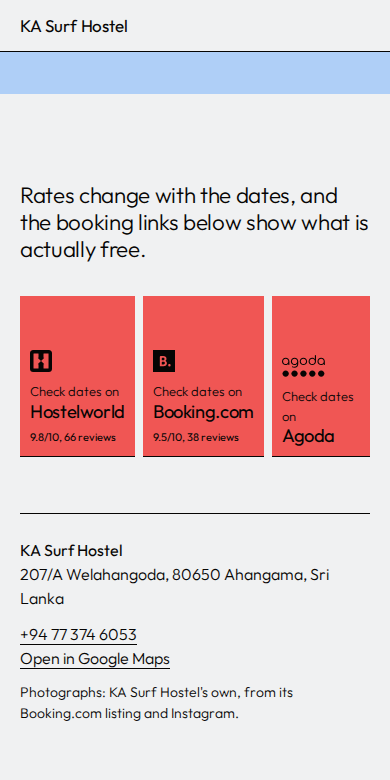 KA Surf Hostel
Rates change with the dates, and
the booking links below show what is
actually free.
H
Check dates on
Hostelworld
9.8/10, 66 reviews
B.
Check dates on
Booking.com
9.5/10, 38 reviews
agoda
Check dates
on
Agoda
KA Surf Hostel
207/A Welahangoda, 80650 Ahangama, Sri
Lanka
+94 77 374 6053
Open in Google Maps
Photographs: KA Surf Hostel's own, from its
Booking.com listing and Instagram.